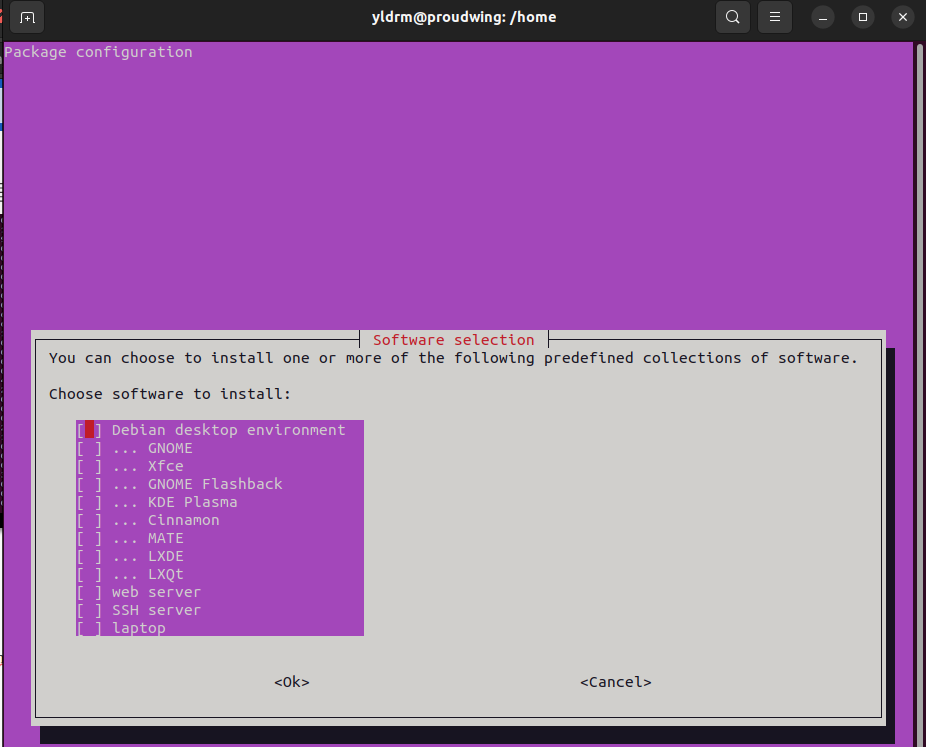 yldrm@proudwing: /home
Package configuration
Software selection
You can choose to install one or more of the following predefined collections of software.
Choose software to install:
[ ] Debian desktop environment
[ ] ... GNOME
[ ] ... Xfce
[ ] ... GNOME Flashback
[ ] ... KDE Plasma
[ ] ... Cinnamon
[ ] ... MATE
[ ] ... LXDE
[ ] ... LXQt
[ ] web server
[ ] SSH server
[ ] laptop
<Ok> <Cancel>